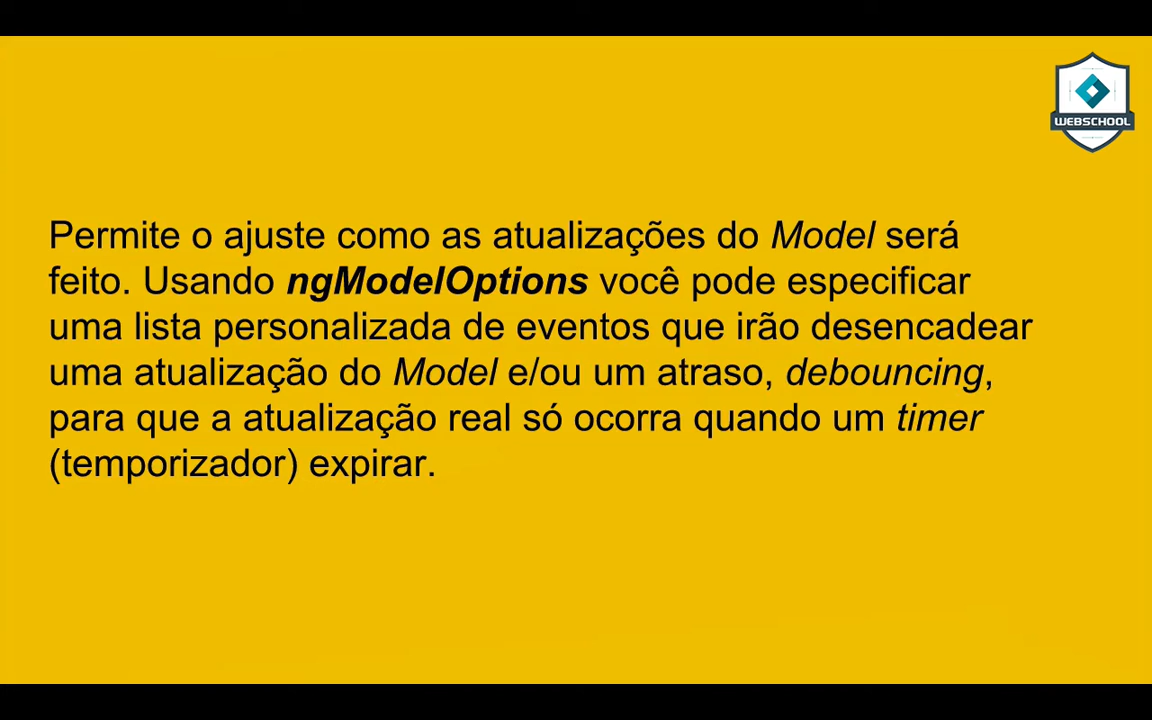 WEBSCHOOL
Permite o ajuste como as atualizações do Model será
feito. Usando ngModelOptions você pode especificar
uma lista personalizada de eventos que irão desencadear
uma atualização do Model e/ou um atraso, debouncing,
para que a atualização real só ocorra quando um timer
(temporizador) expirar.